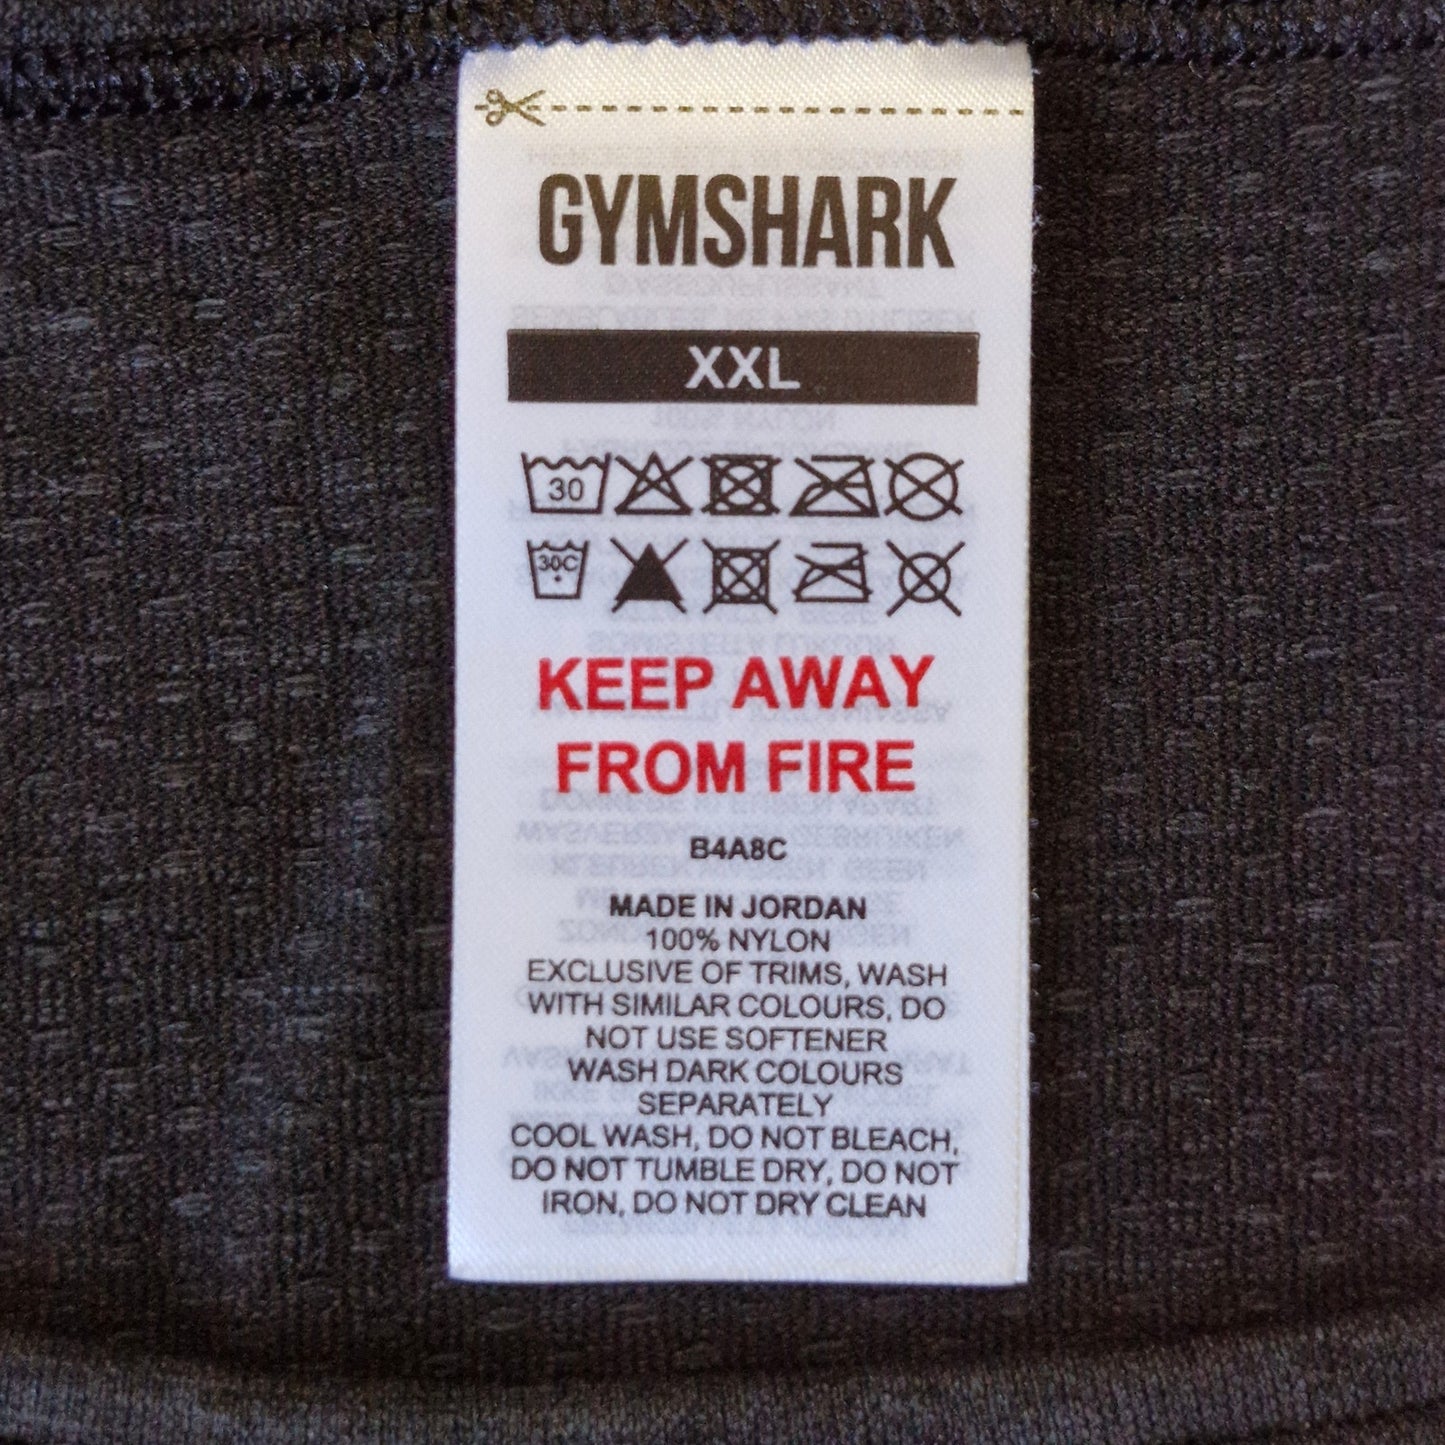 GYMSHARK
XXL
30
30C
KEEP AWAY
FROM FIRE
B4A8C
MADE IN JORDAN
100% NYLON
EXCLUSIVE OF TRIMS, WASH
WITH SIMILAR COLOURS, DO
NOT USE SOFTENER
WASH DARK COLOURS
SEPARATELY
COOL WASH, DO NOT BLEACH,
DO NOT TUMBLE DRY, DO NOT
IRON, DO NOT DRY CLEAN